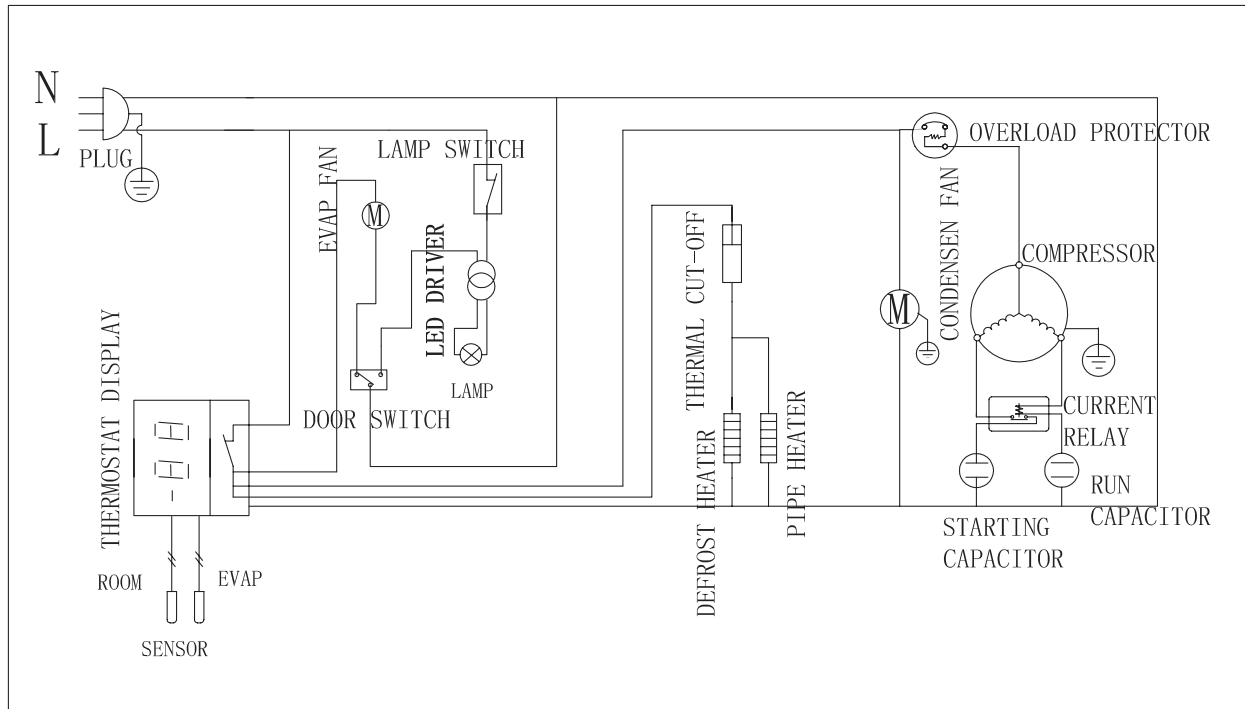 N
L
PLUG
LAMP SWITCH
EVAP FAN
M
LED DRIVER
LAMP
DOOR SWITCH
THERMOSTAT DISPLAY
ROOM
EVAP
SENSOR
THERMAL CUT-OFF
DEFROST HEATER
PIPE HEATER
OVERLOAD PROTECTOR
CONDENSEN FAN
M
COMPRESSOR
CURRENT
RELAY
RUN
CAPACITOR
STARTING
CAPACITOR